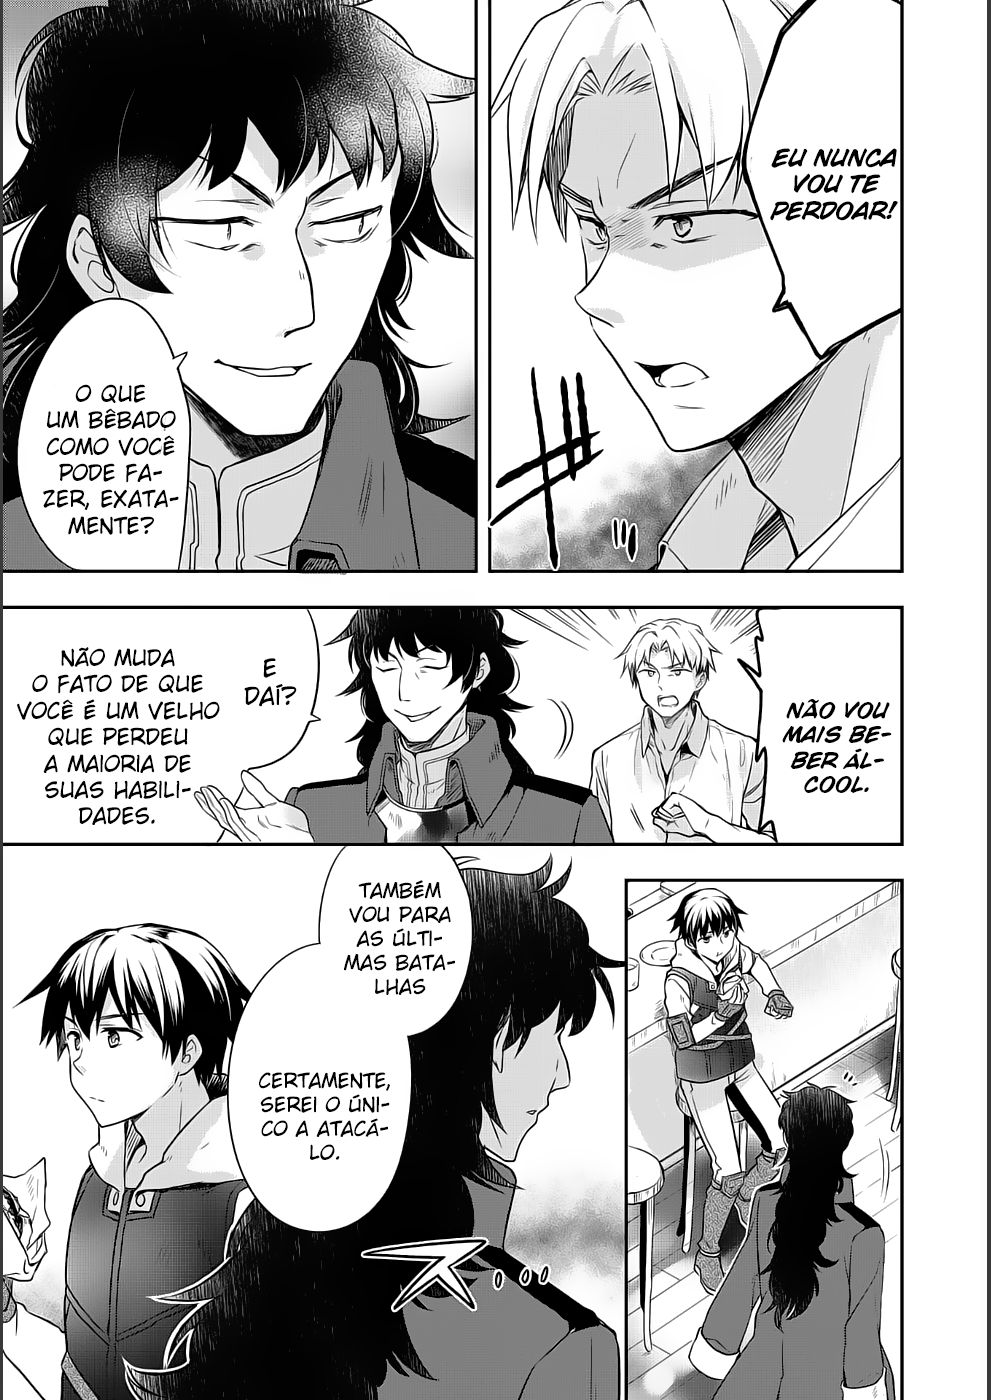 EU NUNCA
VOU TE
PERDOAR!
O QUE
UM BÊBADO
COMO VOCÊ
PODE FA-
ZER, EXATA-
MENTE?
NÃO VOU
MAIS BE-
BER ÁL-
COOL.
E
DAÍ?
NÃO MUDA
O FATO DE QUE
VOCÊ É UM VELHO
QUE PERDEU
A MAIORIA DE
SUAS HABILI-
DADES.
TAMBÉM
VOU PARA
AS ÚLTI-
MAS BATA-
LHAS
CERTAMENTE,
SEREI O ÚNI-
CO A ATACÁ-
LO.